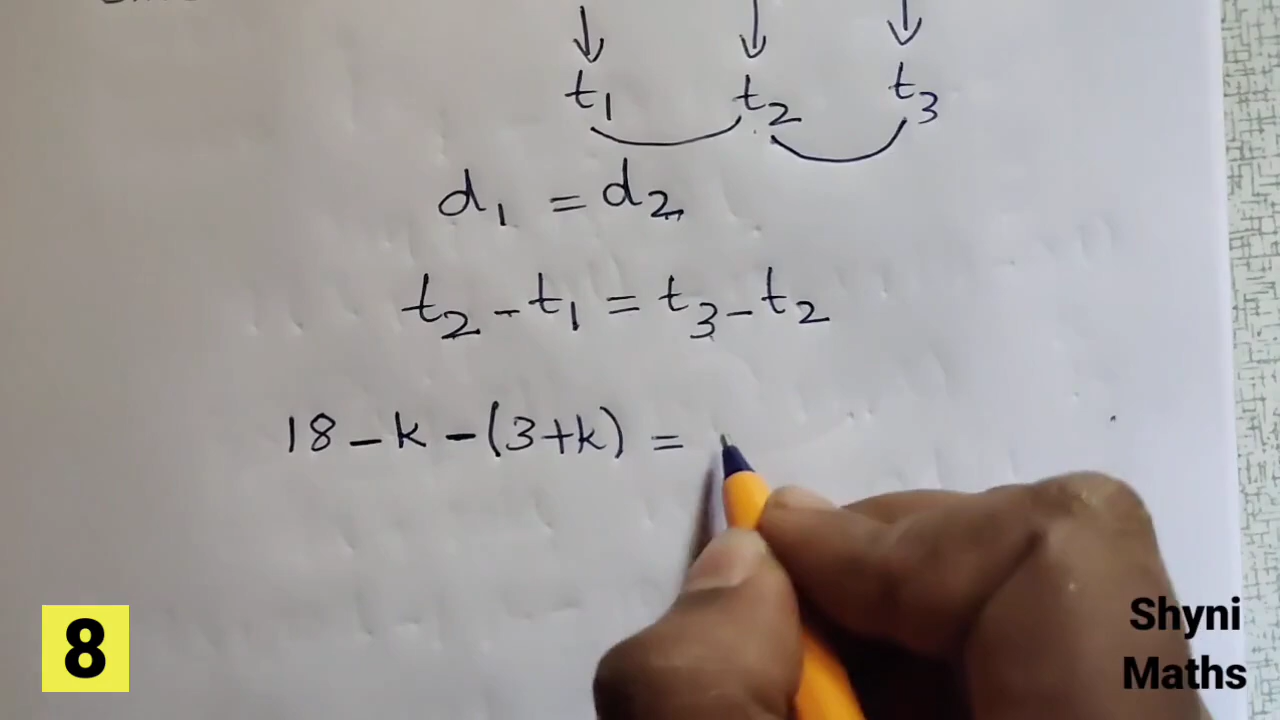 t₁ t₂ t₃
d₁ = d₂
t₂ - t₁ = t₃ - t₂
18 - k - (3+k) =
8
Shyni
Maths